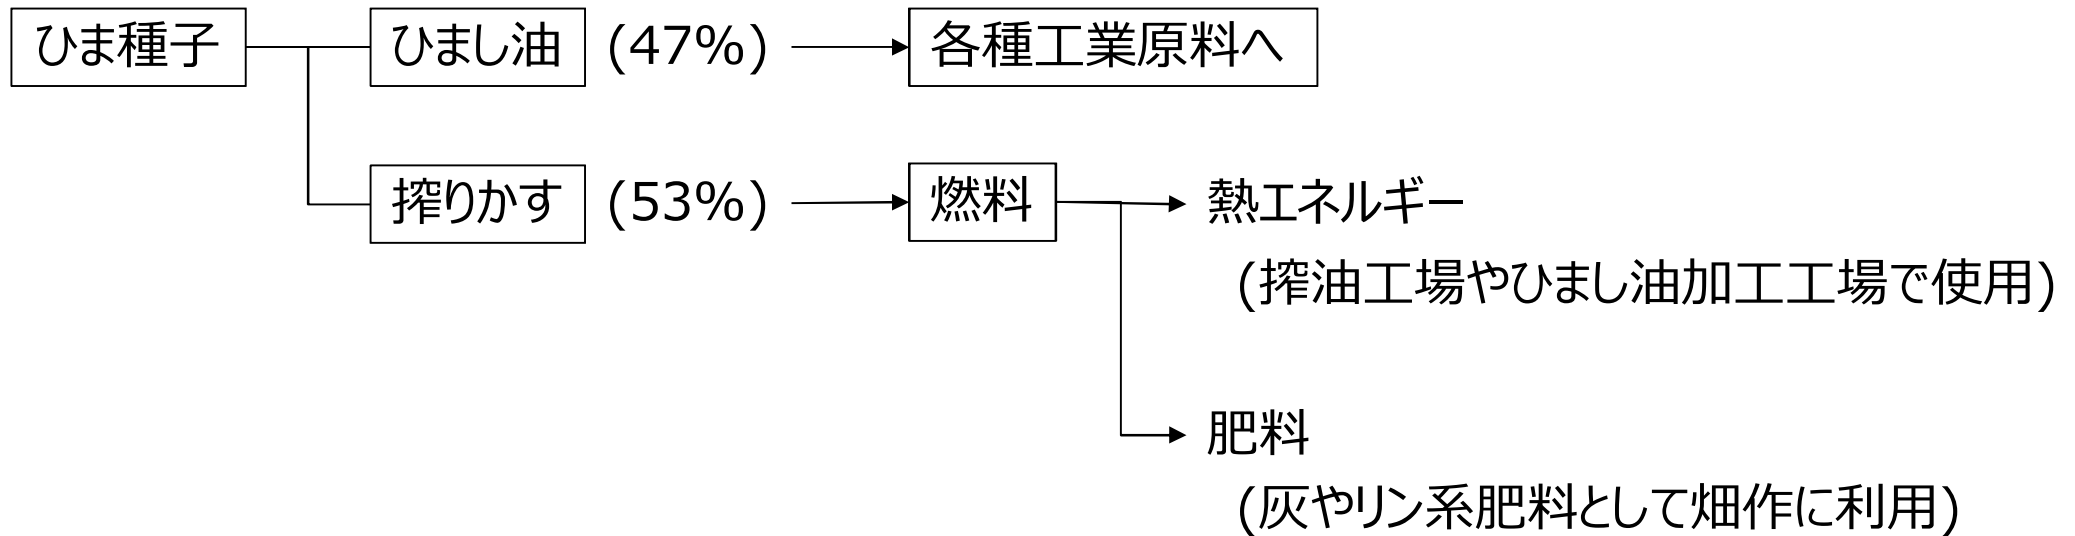 ひま種子 ひまし油 (47%) 各種工業原料へ
搾りかす (53%) 燃料 熱エネルギー
(搾油工場やひまし油加工工場で使用)
肥料
(灰やリン系肥料として畑作に利用)